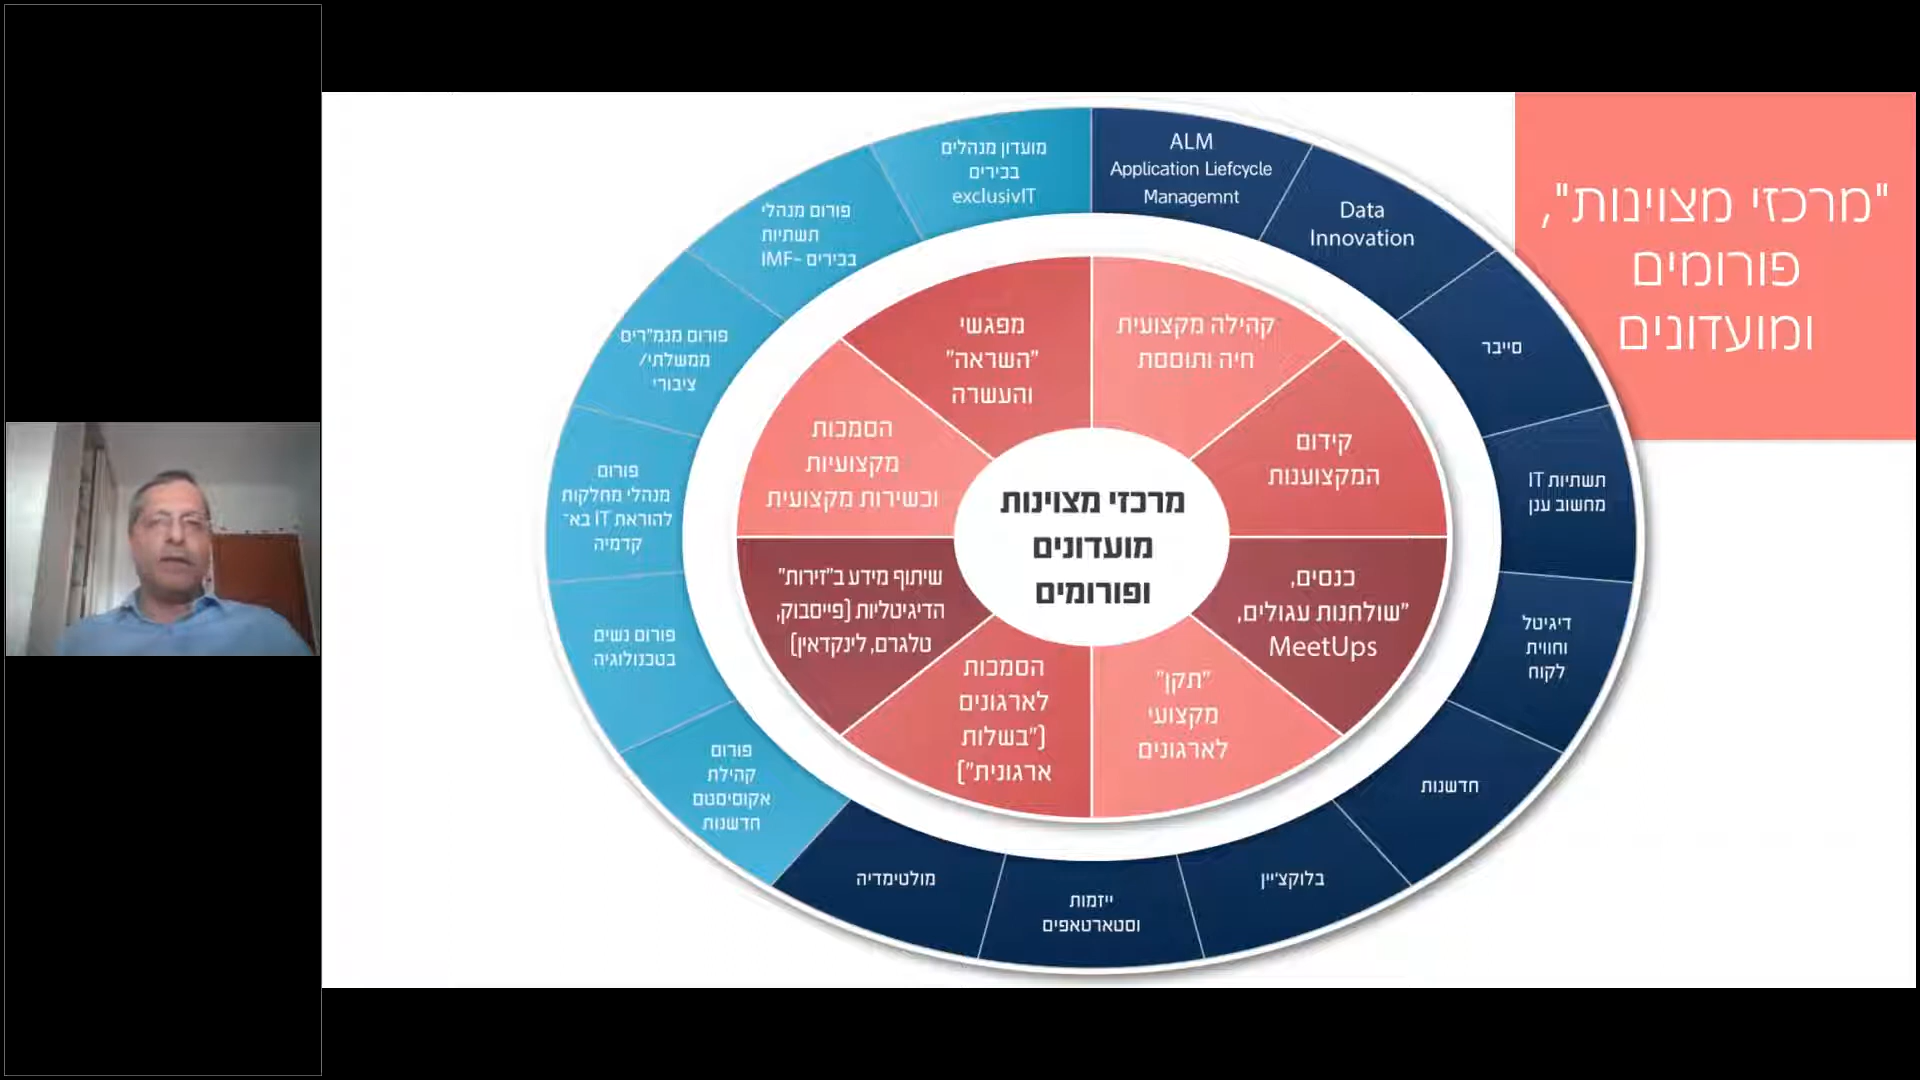 "מרכזי מצוינות",
פורומים
ומועדונים
ALM
Application Liefcycle
Managemnt
Data
Innovation
סייבר
תשתיות IT
מחשוב ענן
דיגיטל
וחווית
לקוח
חדשנות
בלוקצ'יין
ייזמות
וסטארטאפים
מולטימדיה
פורום
קהילת
אקוסיסטם
חדשנות
פורום נשים
בטכנולוגיה
פורום
מנהלי מחלקות
להוראת IT בא-
קדמיה
פורום מנמ"רים
ממשלתי/
ציבורי
פורום מנהלי
תשתיות
בכירים -IMF
מועדון מנהלים
בכירים
exclusivIT
קהילה מקצועית
חיה ותוססת
קידום
המקצוענות
כנסים,
"שולחנות עגולים,
MeetUps
"תקן"
מקצועי
לארגונים
הסמכות
לארגונים
("בשלות
ארגונית")
שיתוף מידע ב"זירות"
הדיגיטליות (פייסבוק,
טלגרם, לינקדאין)
הסמכות
מקצועיות
וכשירות מקצועית
מפגשי
"השראה"
והעשרה
מרכזי מצוינות
מועדונים
ופורומים